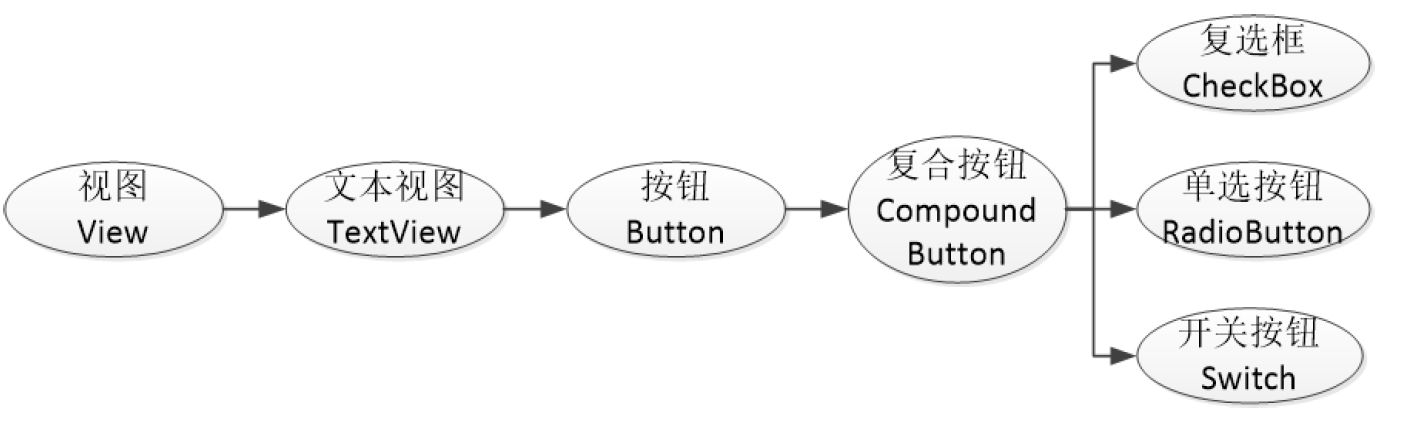 视图
View
文本视图
TextView
按钮
Button
复合按钮
Compound
Button
复选框
CheckBox
单选按钮
RadioButton
开关按钮
Switch